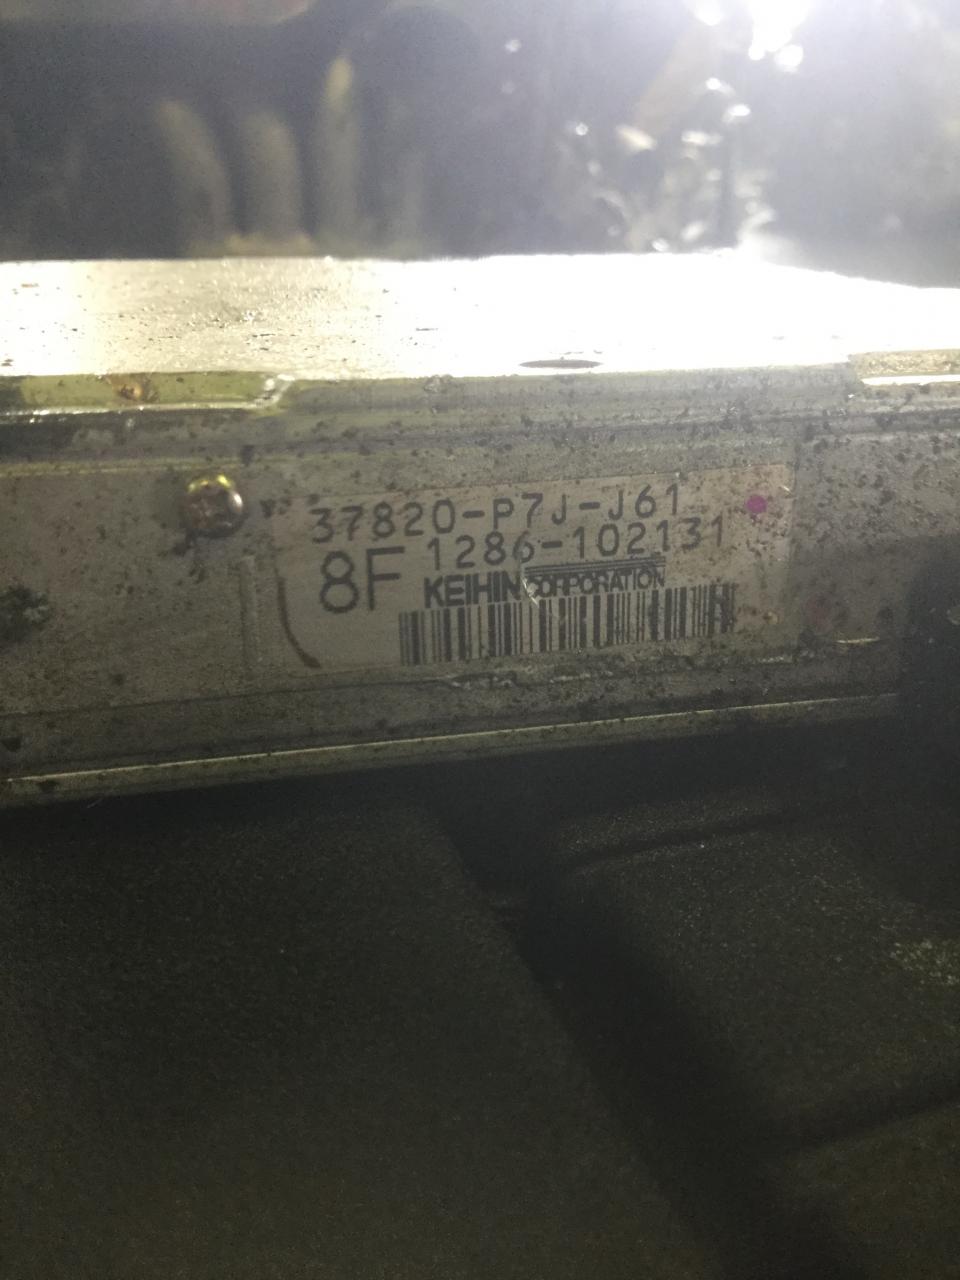 37820-P7J-J61
8F 1286-102131
KEIHIN CORPORATION